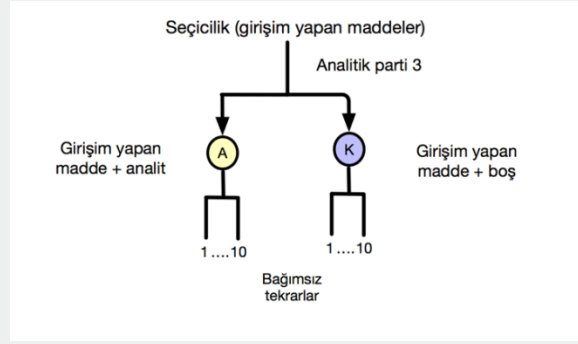 Seçicilik (girişim yapan maddeler)
Analitik parti 3
Girişim yapan
madde + analit
A
K
Girişim yapan
madde + boş
1....10
1....10
Bağımsız
tekrarlar